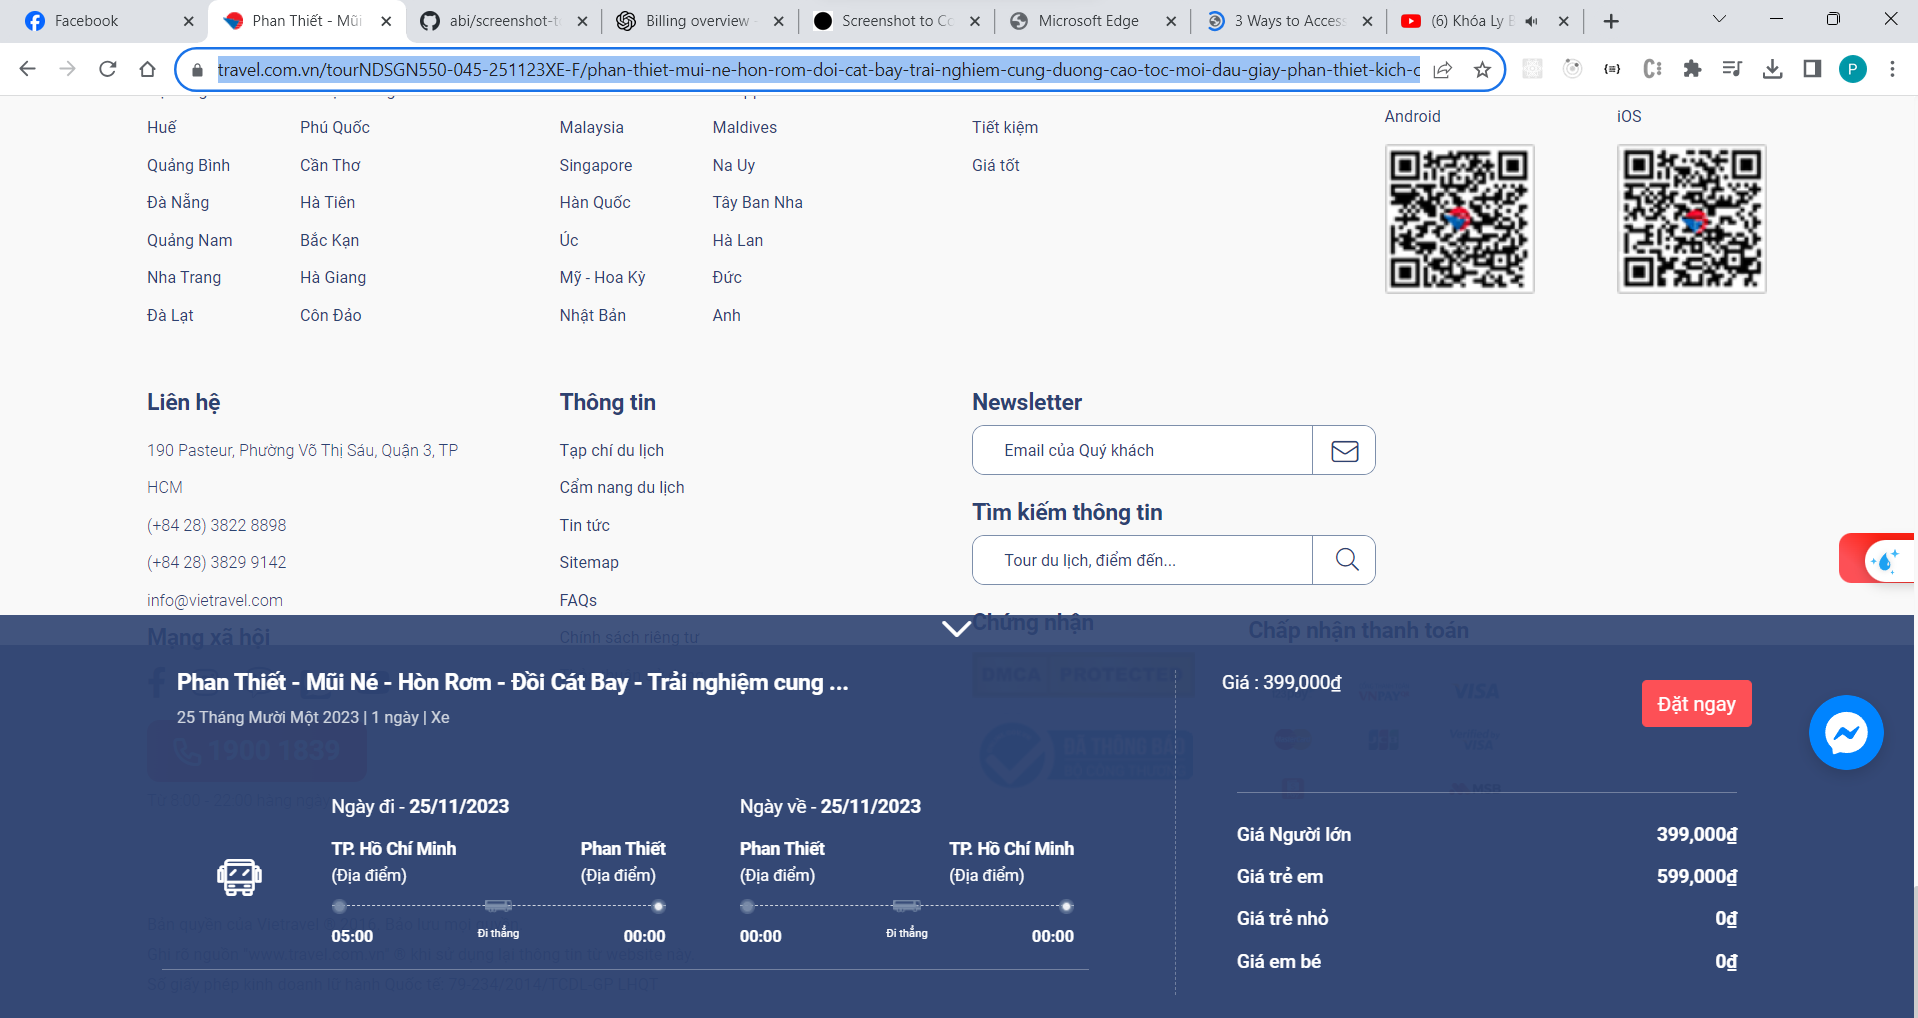 Facebook
Phan Thiết - Mũi
abi/screenshot-to
Billing overview -
Screenshot to Co
Microsoft Edge
3 Ways to Access
(6) Khóa Ly B
travel.com.vn/tourNDSGN550-045-251123XE-F/phan-thiet-mui-ne-hon-rom-doi-cat-bay-trai-nghiem-cung-duong-cao-toc-moi-dau-giay-phan-thiet-kich-c
P
Huế
Phú Quốc
Malaysia
Maldives
Tiết kiệm
Android
iOS
Quảng Bình
Cần Thơ
Singapore
Na Uy
Giá tốt
Đà Nẵng
Hà Tiên
Hàn Quốc
Tây Ban Nha
Quảng Nam
Bắc Kạn
Úc
Hà Lan
Nha Trang
Hà Giang
Mỹ - Hoa Kỳ
Đức
Đà Lạt
Côn Đảo
Nhật Bản
Anh
Liên hệ
190 Pasteur, Phường Võ Thị Sáu, Quận 3, TP
HCM
(+84 28) 3822 8898
(+84 28) 3829 9142
info@vietravel.com
Mạng xã hội
1900 1839
Thông tin
Tạp chí du lịch
Cẩm nang du lịch
Tin tức
Sitemap
FAQs
Chính sách riêng tư
Newsletter
Email của Quý khách
Tìm kiếm thông tin
Tour du lịch, điểm đến...
Chứng nhận
DMCA PROTECTED
ĐÃ THÔNG BÁO
Chấp nhận thanh toán
VISA
Phan Thiết - Mũi Né - Hòn Rơm - Đồi Cát Bay - Trải nghiệm cung ...
25 Tháng Mười Một 2023 | 1 ngày | Xe
Ngày đi - 25/11/2023
TP. Hồ Chí Minh
Phan Thiết
(Địa điểm)
(Địa điểm)
05:00
Đi thẳng
00:00
Ngày về - 25/11/2023
Phan Thiết
TP. Hồ Chí Minh
(Địa điểm)
(Địa điểm)
00:00
Đi thẳng
00:00
Giá : 399,000₫
Đặt ngay
Giá Người lớn
399,000₫
Giá trẻ em
599,000₫
Giá trẻ nhỏ
0₫
Giá em bé
0₫